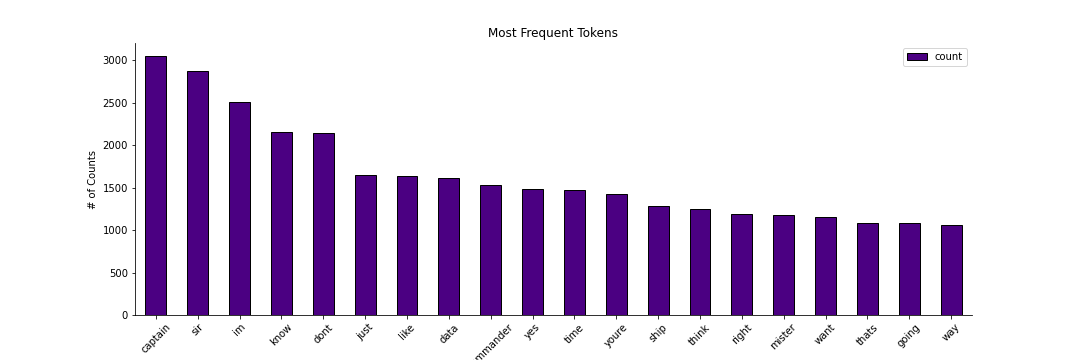 Most Frequent Tokens
count
# of Counts
3000
2500
2000
1500
1000
500
0
captain
sir
im
know
dont
just
like
data
mmander
yes
time
youre
ship
think
right
mister
want
thats
going
way